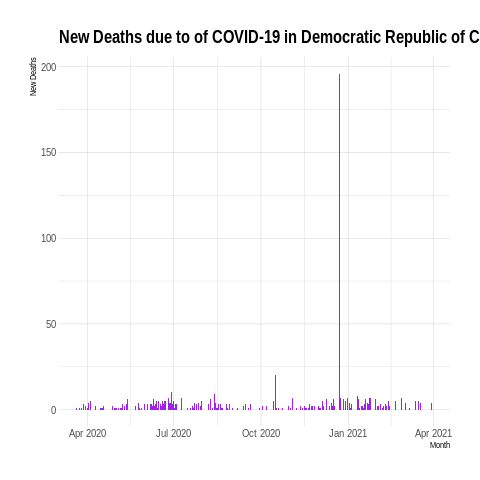 New Deaths due to of COVID-19 in Democratic Republic of C
New Deaths
200
150
100
50
0
Apr 2020 Jul 2020 Oct 2020 Jan 2021 Apr 2021
Month